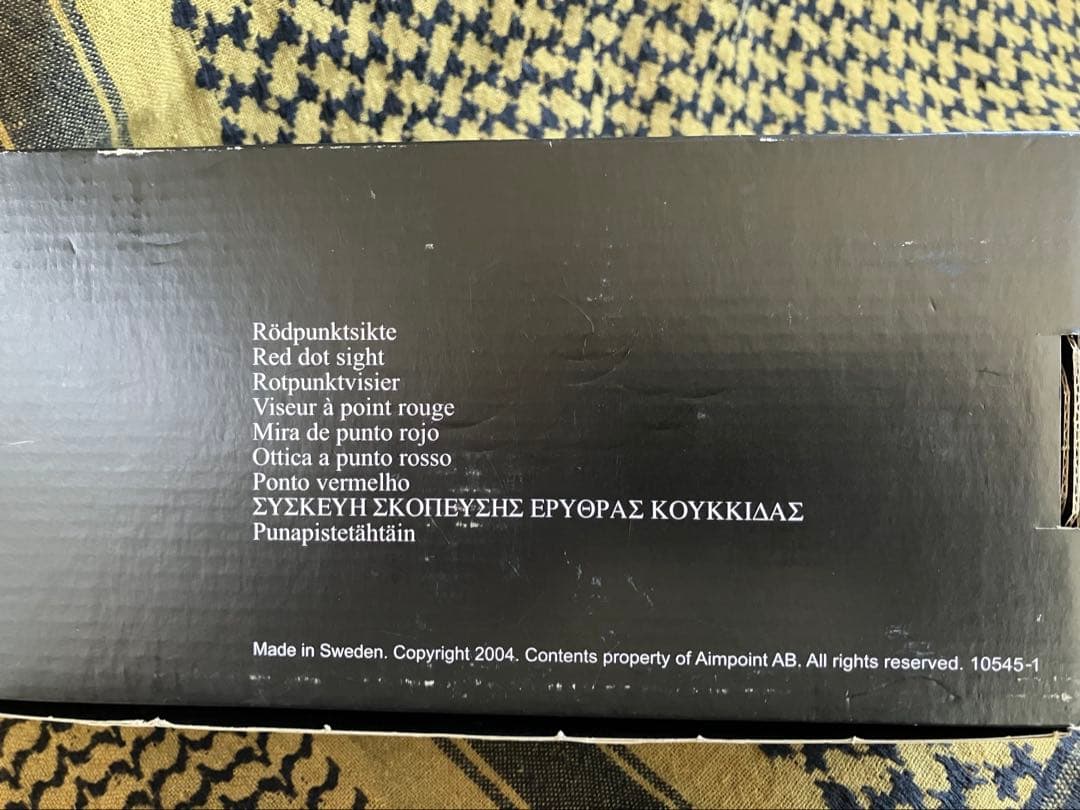 Rödpunktsikte
Red dot sight
Rotpunktvisier
Viseur à point rouge
Mira de punto rojo
Ottica a punto rosso
Ponto vermelho
ΣΥΣΚΕΥΗ ΣΚΟΠΕΥΣΗΣ ΕΡΥΘΡΑΣ ΚΟΥΚΚΙΔΑΣ
Punapistetähtäin
Made in Sweden. Copyright 2004. Contents property of Aimpoint AB. All rights reserved. 10545-1